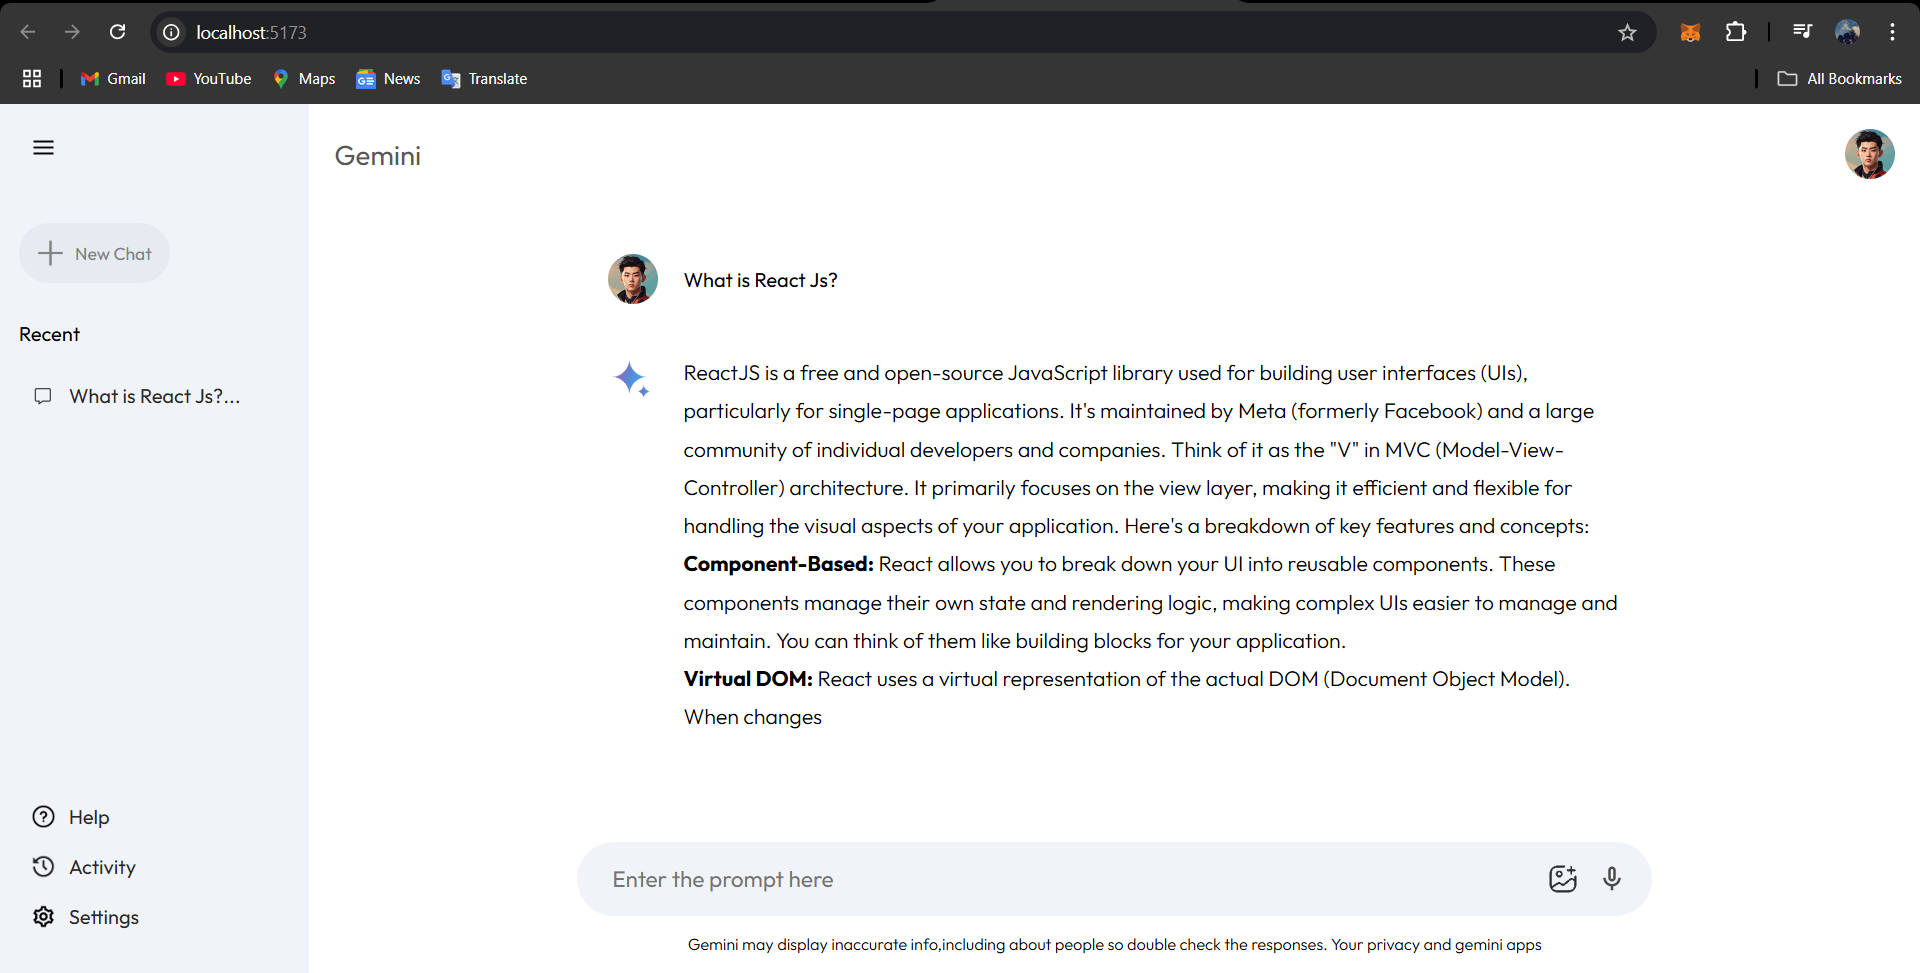 localhost:5173
Gmail
YouTube
Maps
News
Translate
All Bookmarks
Gemini
New Chat
Recent
What is React Js?...
Help
Activity
Settings
What is React Js?
ReactJS is a free and open-source JavaScript library used for building user interfaces (UIs),
particularly for single-page applications. It's maintained by Meta (formerly Facebook) and a large
community of individual developers and companies. Think of it as the "V" in MVC (Model-View-
Controller) architecture. It primarily focuses on the view layer, making it efficient and flexible for
handling the visual aspects of your application. Here's a breakdown of key features and concepts:
Component-Based: React allows you to break down your UI into reusable components. These
components manage their own state and rendering logic, making complex UIs easier to manage and
maintain. You can think of them like building blocks for your application.
Virtual DOM: React uses a virtual representation of the actual DOM (Document Object Model).
When changes
Enter the prompt here
Gemini may display inaccurate info,including about people so double check the responses. Your privacy and gemini apps